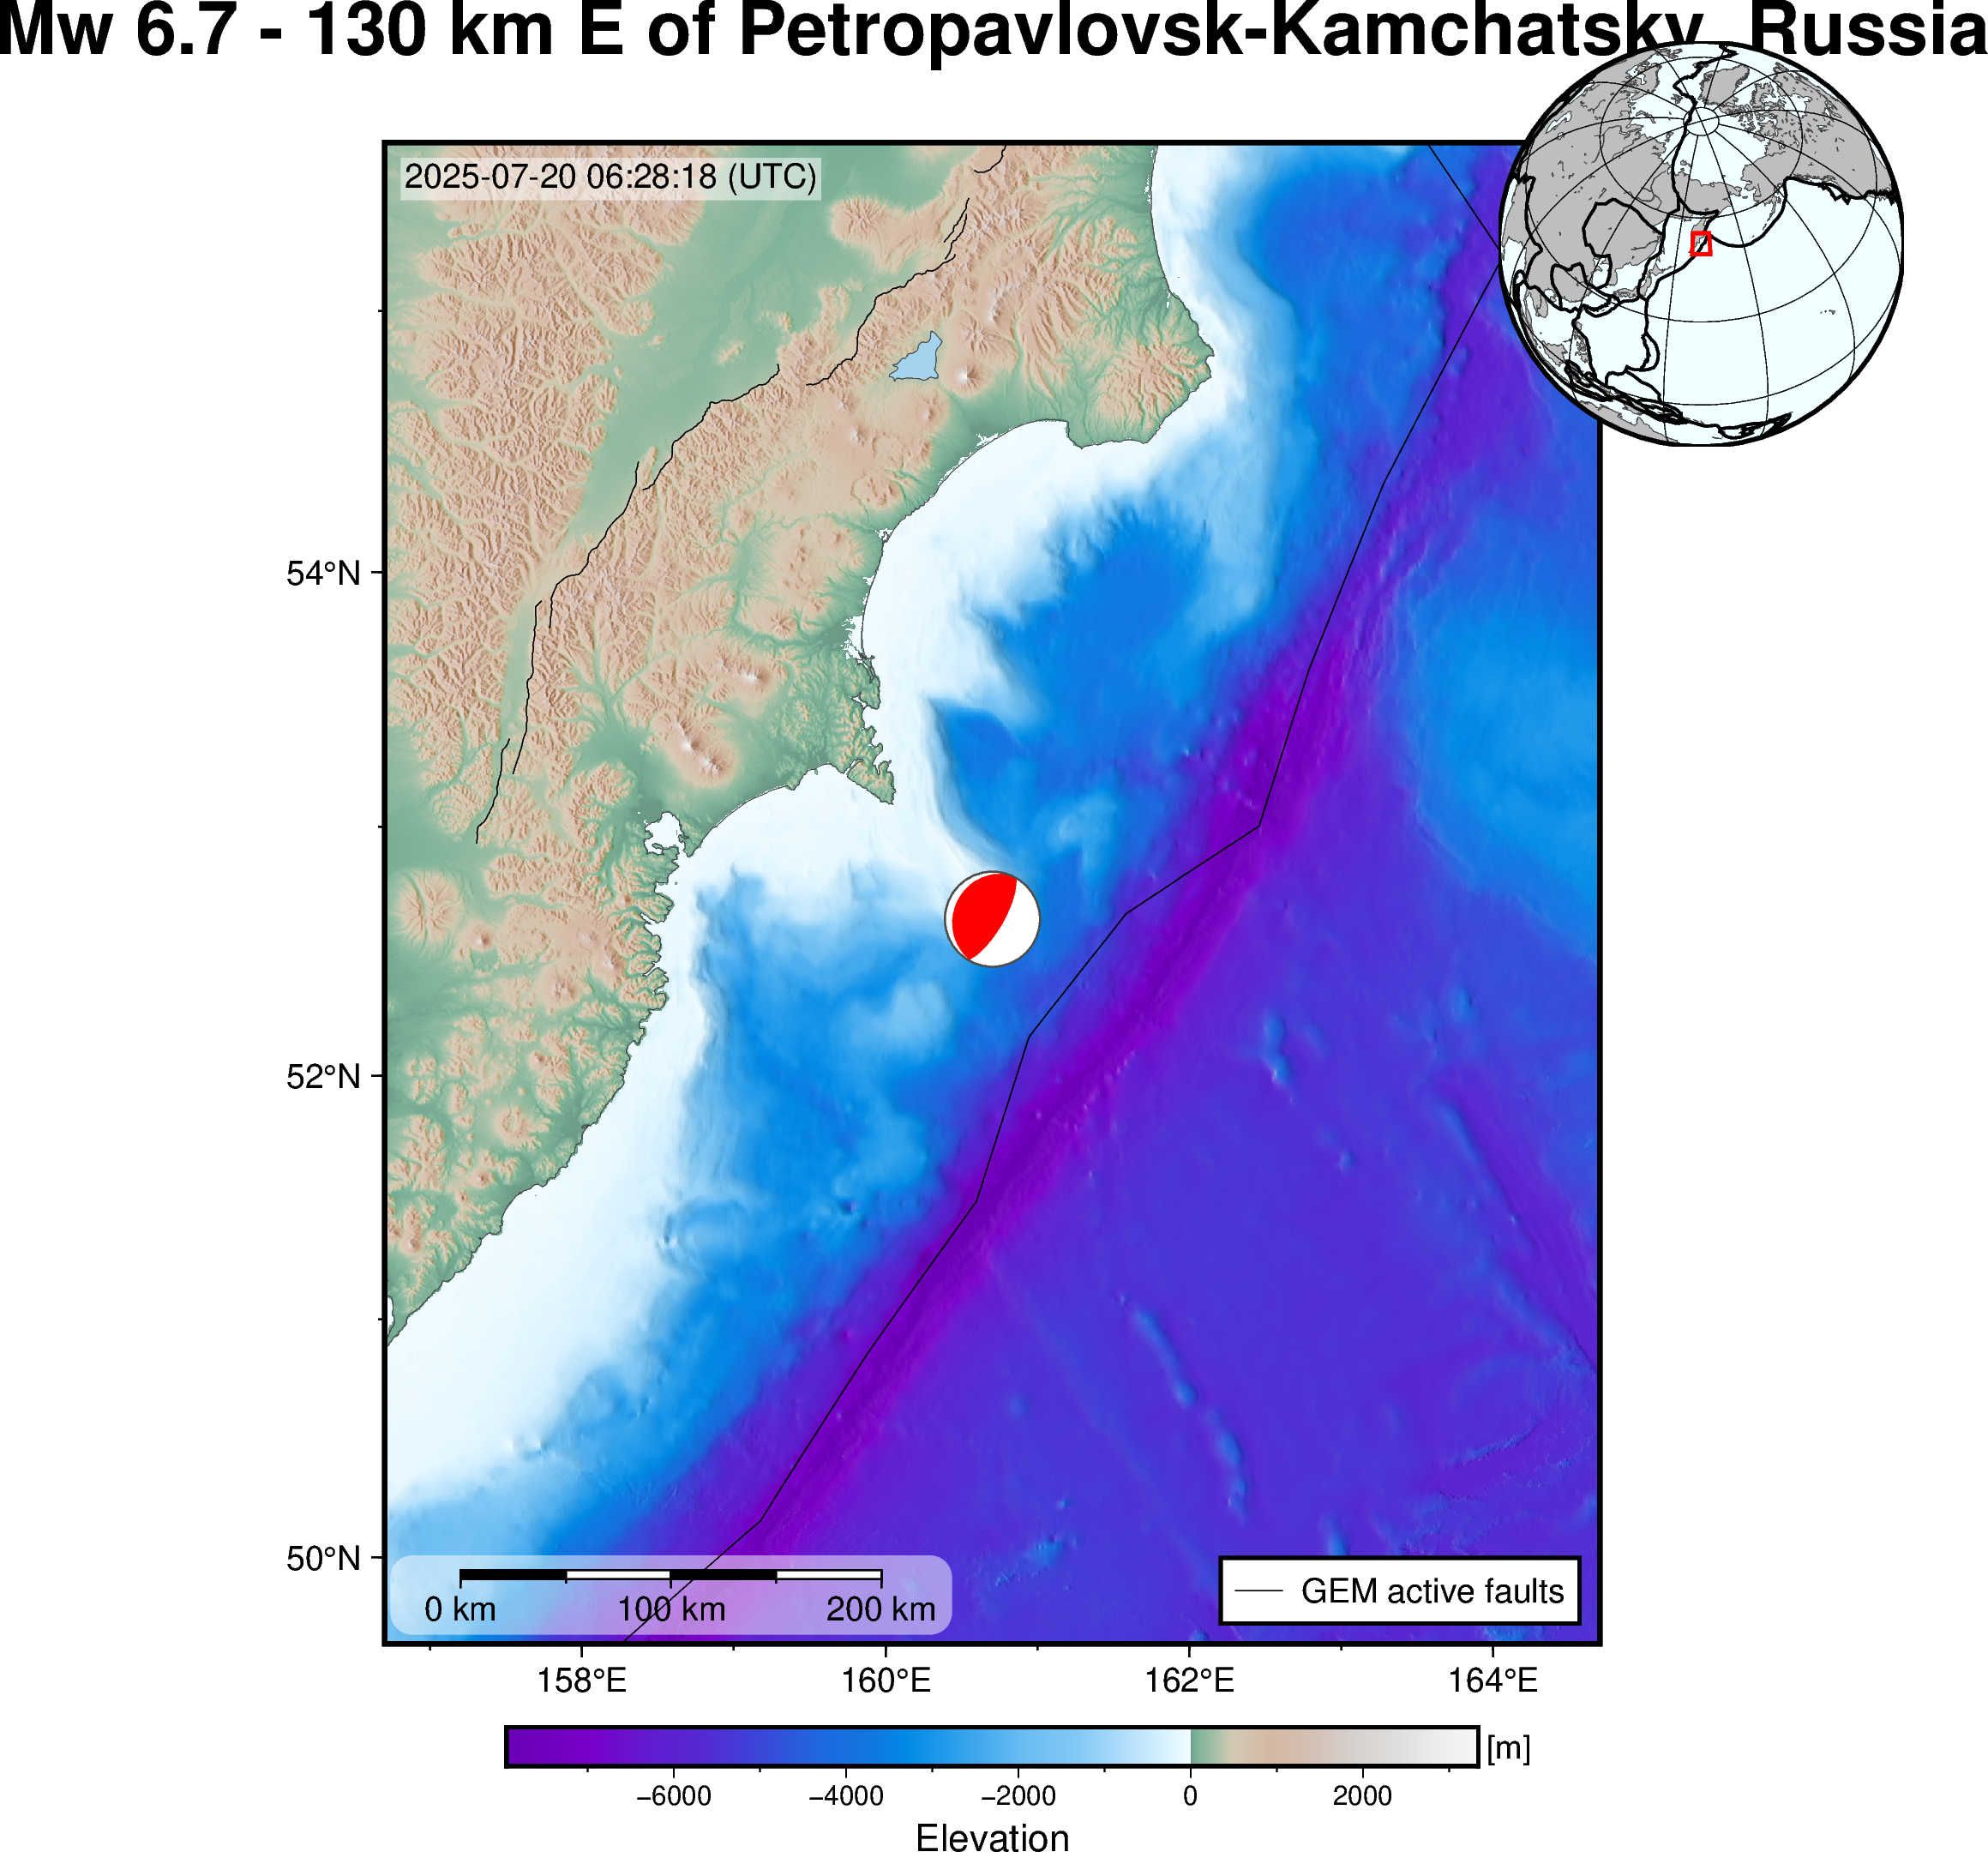 Mw 6.7 - 130 km E of Petropavlovsk-Kamchatsky, Russia
2025-07-20 06:28:18 (UTC)
54°N
52°N
50°N
0 km 100 km 200 km
GEM active faults
158°E 160°E 162°E 164°E
[m]
−6000 −4000 −2000 0 2000
Elevation